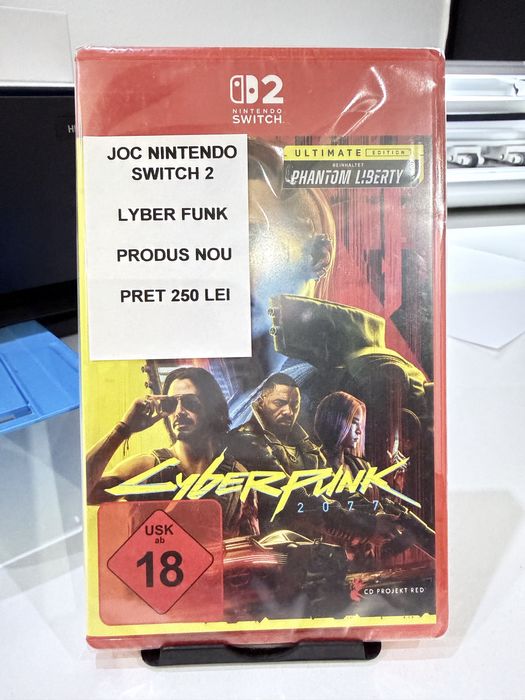 2
NINTENDO
SWITCH
JOC NINTENDO
SWITCH 2
LYBER FUNK
PRODUS NOU
PRET 250 LEI
ULTIMATE EDITION
BEINHALTET
PHANTOM LIBERTY
CYBERPUNK
2077
USK
ab
18
CD PROJEKT RED